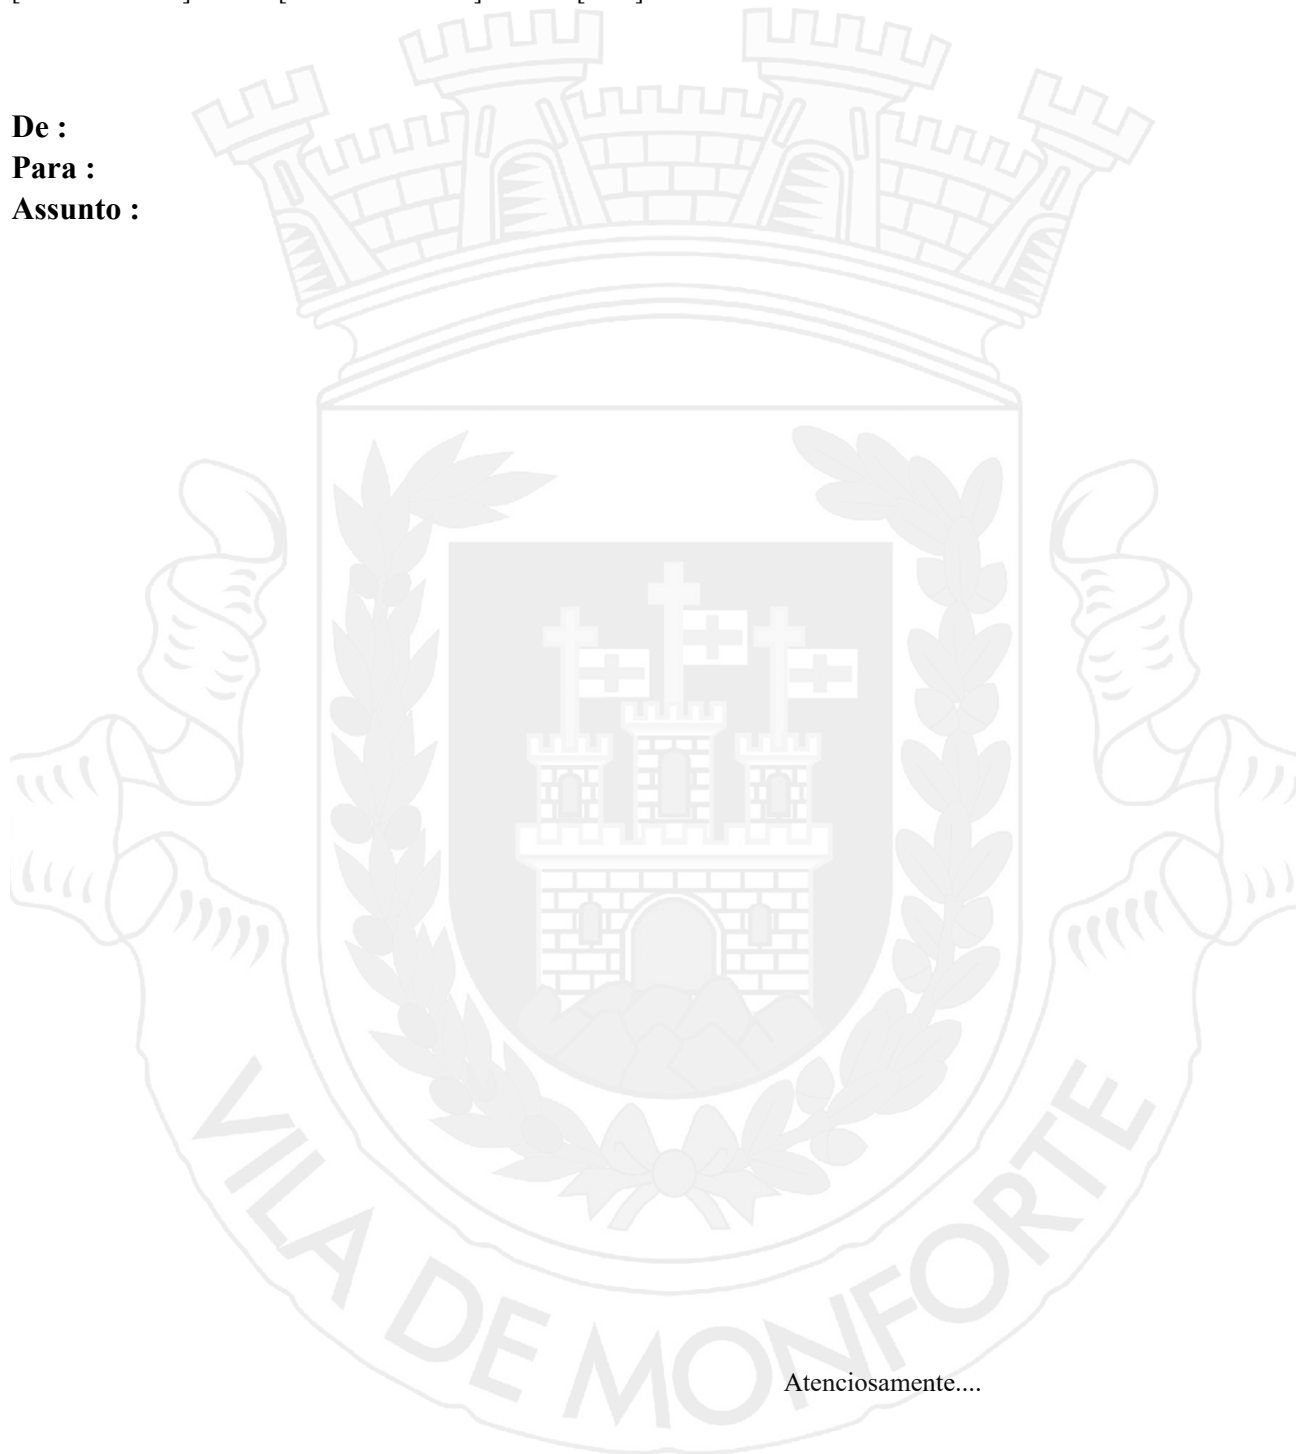 De :
Para :
Assunto :
VILA DE MONFORTE
Atenciosamente....